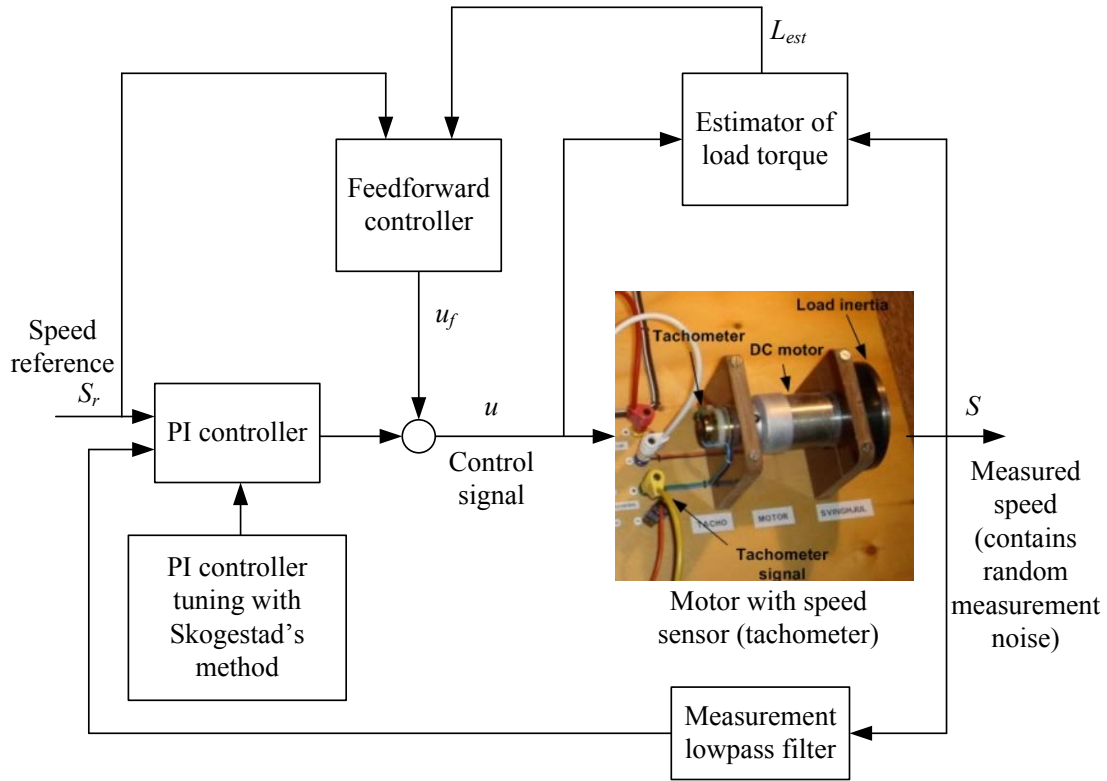 L_est
Estimator of
load torque
Feedforward
controller
u_f
Speed
reference
S_r
PI controller
u
Control
signal
Load inertia
Tachometer
DC motor
TACHO
MOTOR
SVINGHJUL
Tachometer
signal
S
Measured
speed
(contains
random
measurement
noise)
Motor with speed
sensor (tachometer)
PI controller
tuning with
Skogestad's
method
Measurement
lowpass filter